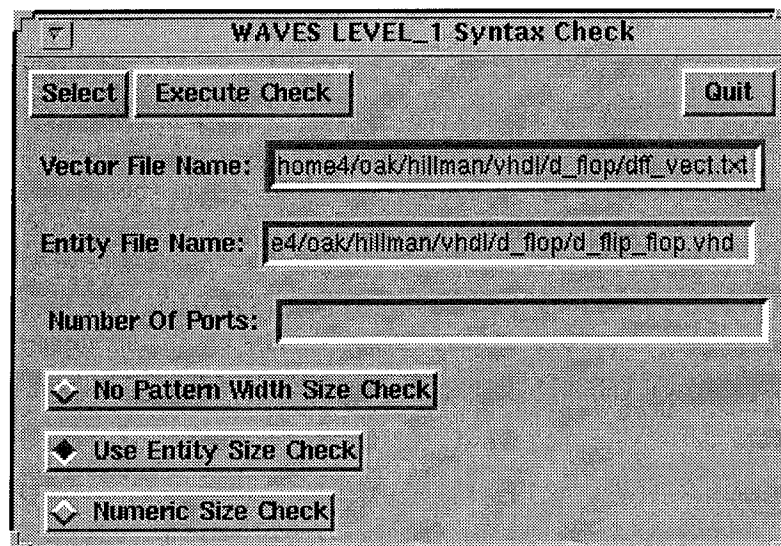 WAVES LEVEL_1 Syntax Check
Select Execute Check Quit
Vector File Name: home4/oak/hillman/vhdl/d_flop/dff_vect.txt
Entity File Name: e4/oak/hillman/vhdl/d_flop/d_flip_flop.vhd
Number Of Ports:
No Pattern Width Size Check
Use Entity Size Check
Numeric Size Check